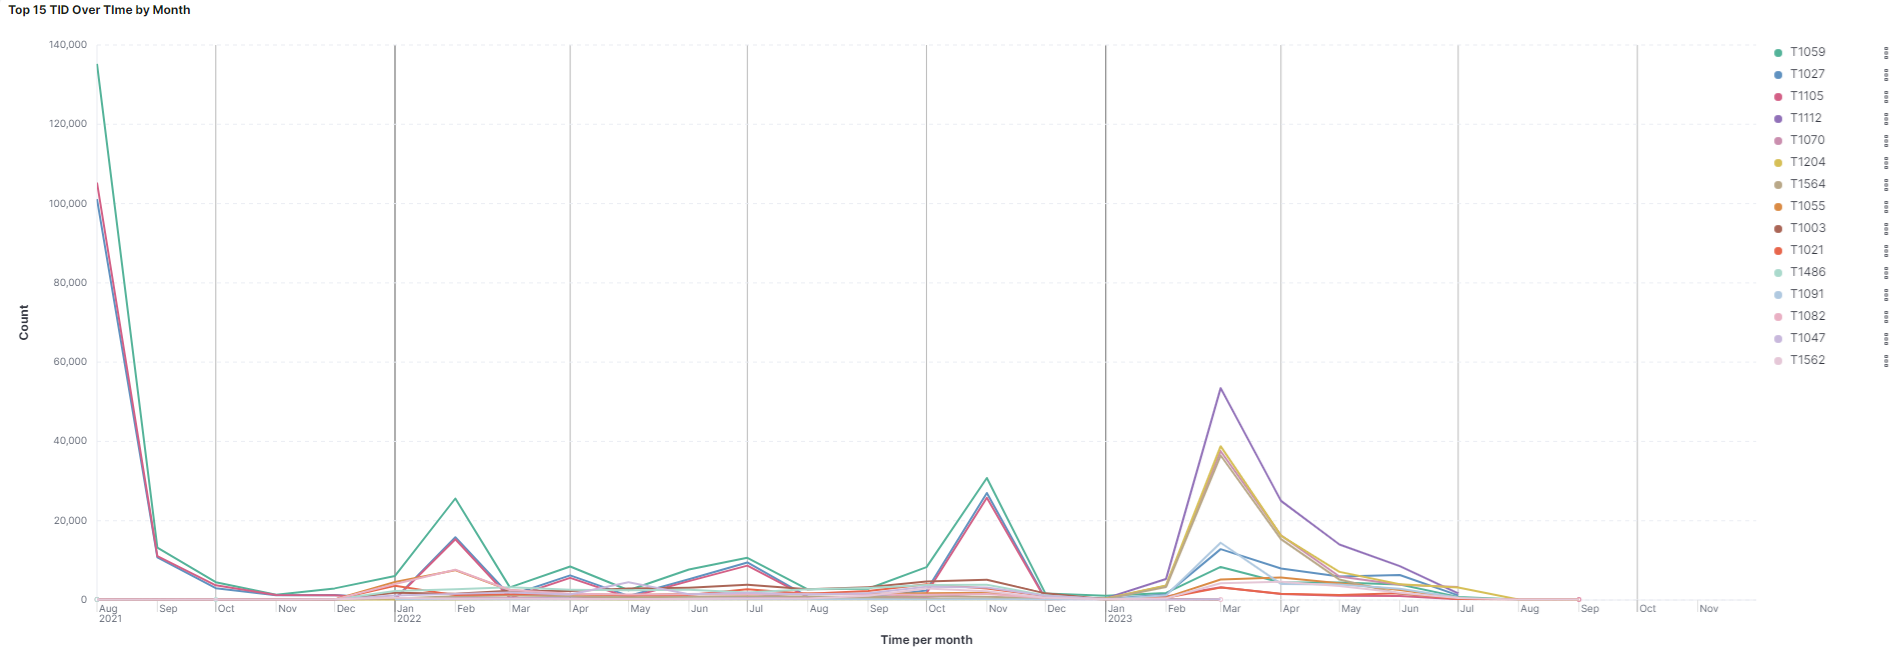 Top 15 TID Over TIme by Month
140,000
120,000
100,000
80,000
60,000
40,000
20,000
0
Count
Aug Sep Oct Nov Dec Jan Feb Mar Apr May Jun Jul Aug Sep Oct Nov Dec Jan Feb Mar Apr May Jun Jul Aug Sep Oct Nov
2021 2022 2023
Time per month
T1059
T1027
T1105
T1112
T1070
T1204
T1564
T1055
T1003
T1021
T1486
T1091
T1082
T1047
T1562